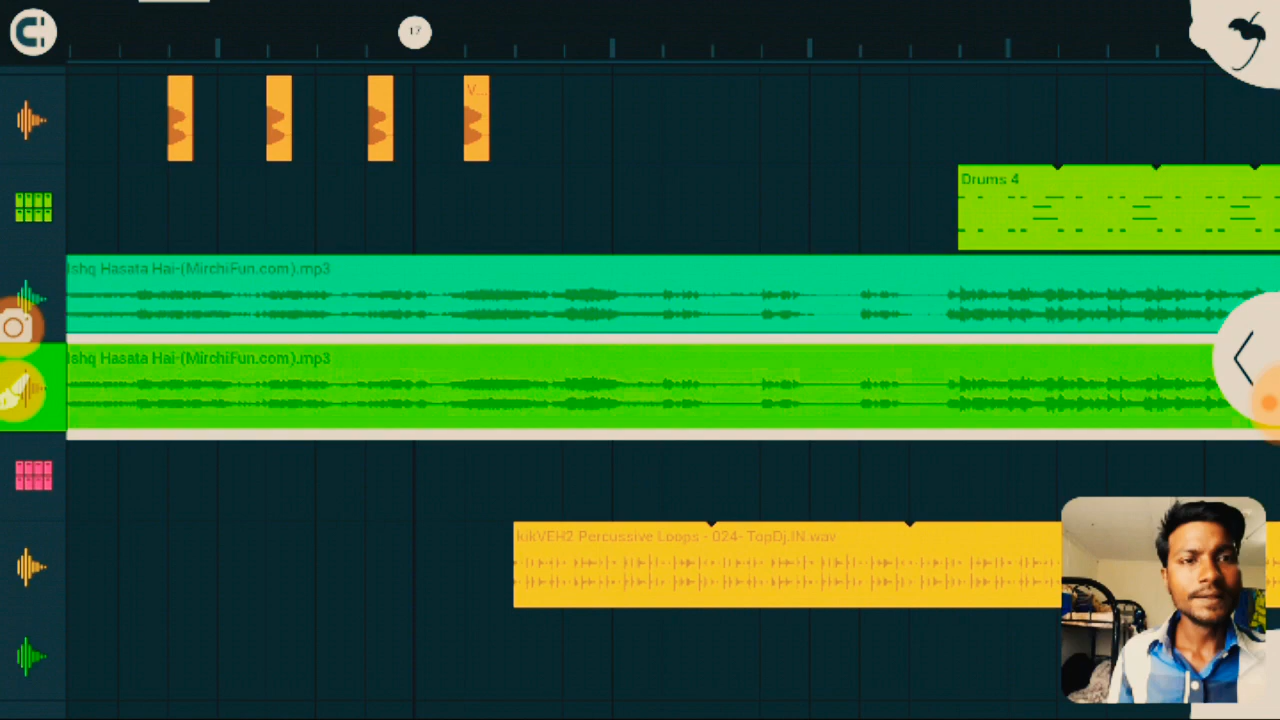 17
V...
Drums 4
Ishq Hasata Hai-(MirchiFun.com).mp3
Ishq Hasata Hai-(MirchiFun.com).mp3
kikVEH2 Percussive Loops - 024- TopDj.IN.wav